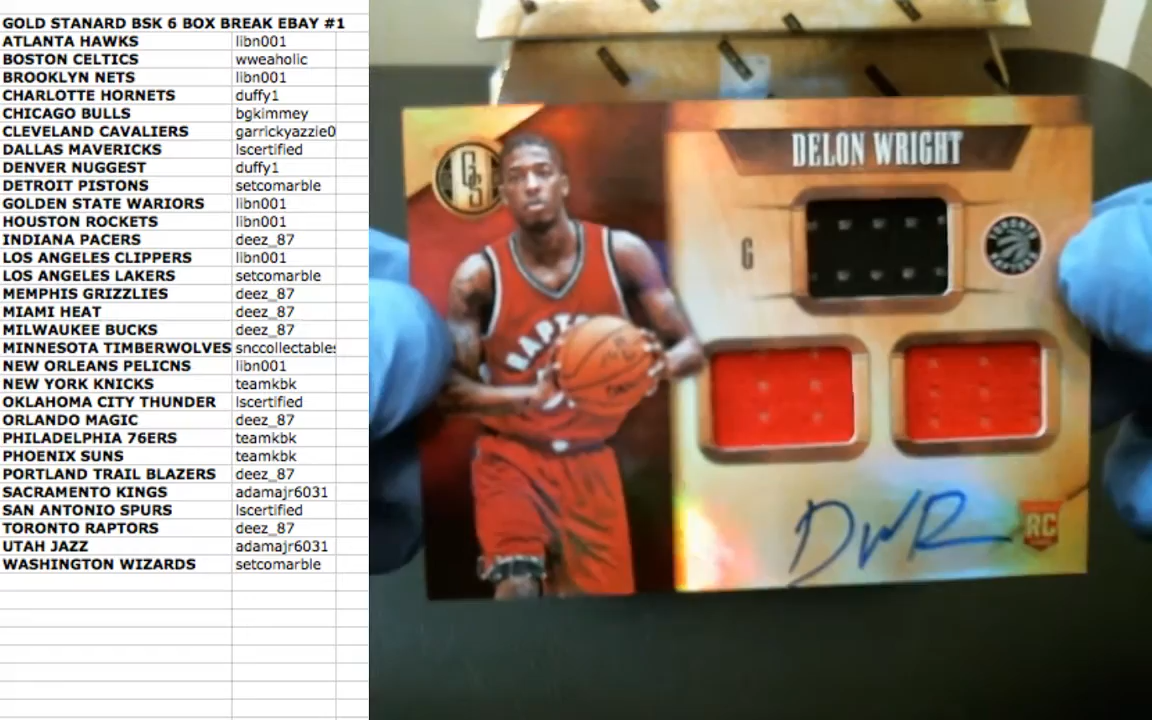 GOLD STANARD BSK 6 BOX BREAK EBAY #1
ATLANTA HAWKS libn001
BOSTON CELTICS wweaholic
BROOKLYN NETS libn001
CHARLOTTE HORNETS duffy1
CHICAGO BULLS bgkimmey
CLEVELAND CAVALIERS garrickyazzie0
DALLAS MAVERICKS lscertified
DENVER NUGGEST duffy1
DETROIT PISTONS setcomarble
GOLDEN STATE WARIORS libn001
HOUSTON ROCKETS libn001
INDIANA PACERS deez_87
LOS ANGELES CLIPPERS libn001
LOS ANGELES LAKERS setcomarble
MEMPHIS GRIZZLIES deez_87
MIAMI HEAT deez_87
MILWAUKEE BUCKS deez_87
MINNESOTA TIMBERWOLVES snccollectables
NEW ORLEANS PELICNS libn001
NEW YORK KNICKS teamkbk
OKLAHOMA CITY THUNDER lscertified
ORLANDO MAGIC deez_87
PHILADELPHIA 76ERS teamkbk
PHOENIX SUNS teamkbk
PORTLAND TRAIL BLAZERS deez_87
SACRAMENTO KINGS adamajr6031
SAN ANTONIO SPURS lscertified
TORONTO RAPTORS deez_87
UTAH JAZZ adamajr6031
WASHINGTON WIZARDS setcomarble
DELON WRIGHT
GS
G
TORONTO RAPTORS
RAPT
DWR
RC